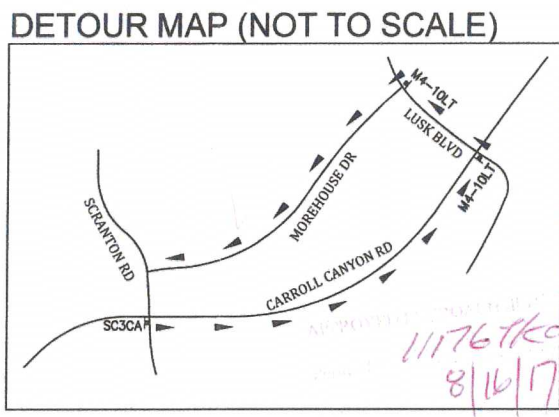 DETOUR MAP (NOT TO SCALE)
M4-10LT
LUSK BLVD
M4-10LT
MOREHOUSE DR
SCRANTON RD
CARROLL CANYON RD
SC3CA
8/16/17